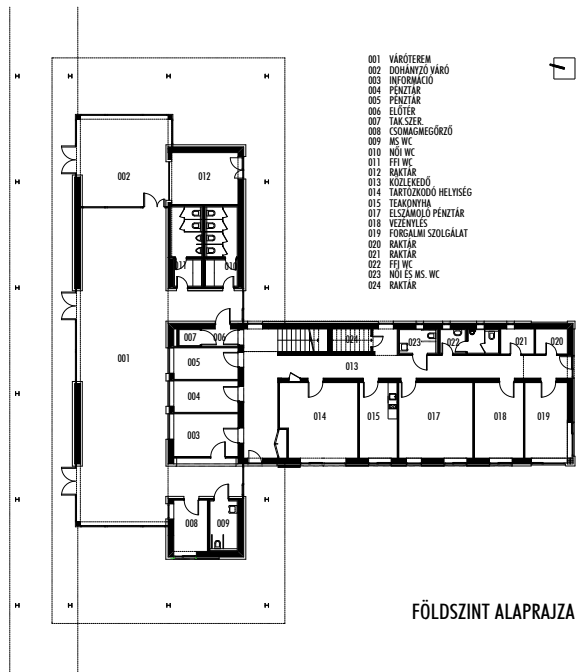 001 VÁRÓTEREM
002 DOHÁNYZÓ VÁRÓ
003 INFORMÁCIÓ
004 PÉNZTÁR
005 PÉNZTÁR
006 ELŐTÉR
007 TAK.SZER.
008 CSOMAGMEGŐRZŐ
009 MS WC
010 NŐI WC
011 FFI WC
012 RAKTÁR
013 KÖZLEKEDŐ
014 TARTÓZKODÓ HELYISÉG
015 TEAKONYHA
017 ELSZÁMOLÓ PÉNZTÁR
018 VEZÉNYLÉS
019 FORGALMI SZOLGÁLAT
020 RAKTÁR
021 RAKTÁR
022 FFI WC
023 NŐI ÉS MS. WC
024 RAKTÁR
002
012
011
010
001
007
006
024
023
022
021
020
005
013
004
003
014
015
017
018
019
008
009
FÖLDSZINT ALAPRAJZA